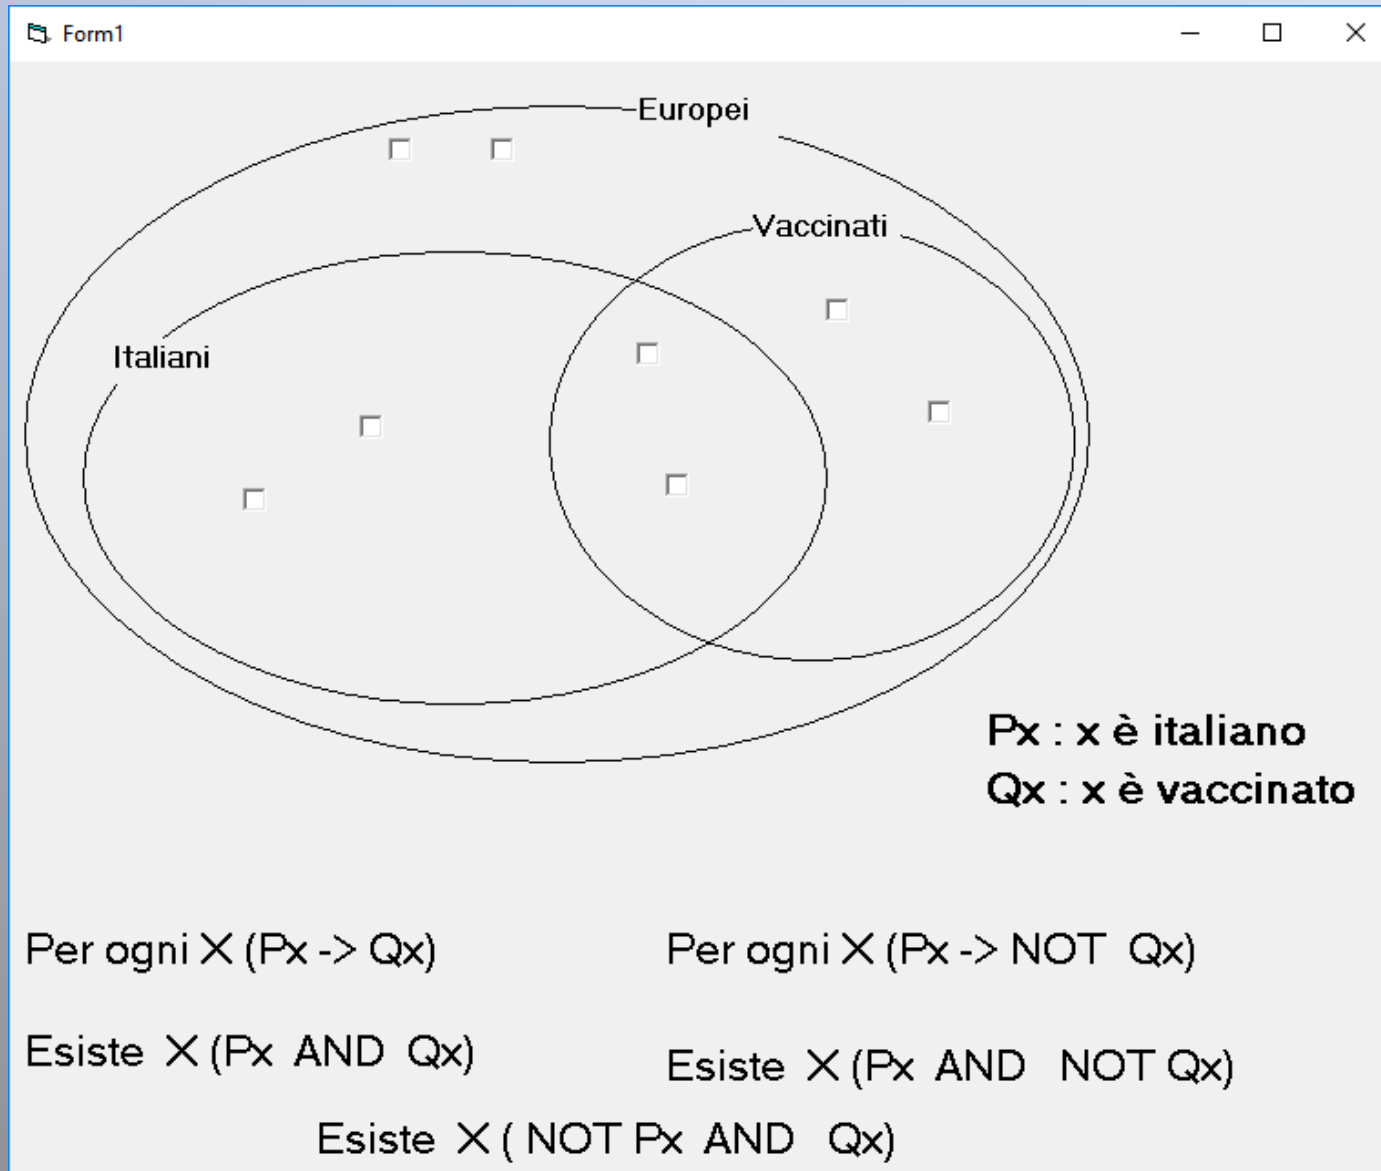 Form1
Europei
Vaccinati
Italiani
Px : x è italiano
Qx : x è vaccinato
Per ogni X (Px -> Qx)
Per ogni X (Px -> NOT Qx)
Esiste X (Px AND Qx)
Esiste X (Px AND NOT Qx)
Esiste X ( NOT Px AND Qx)